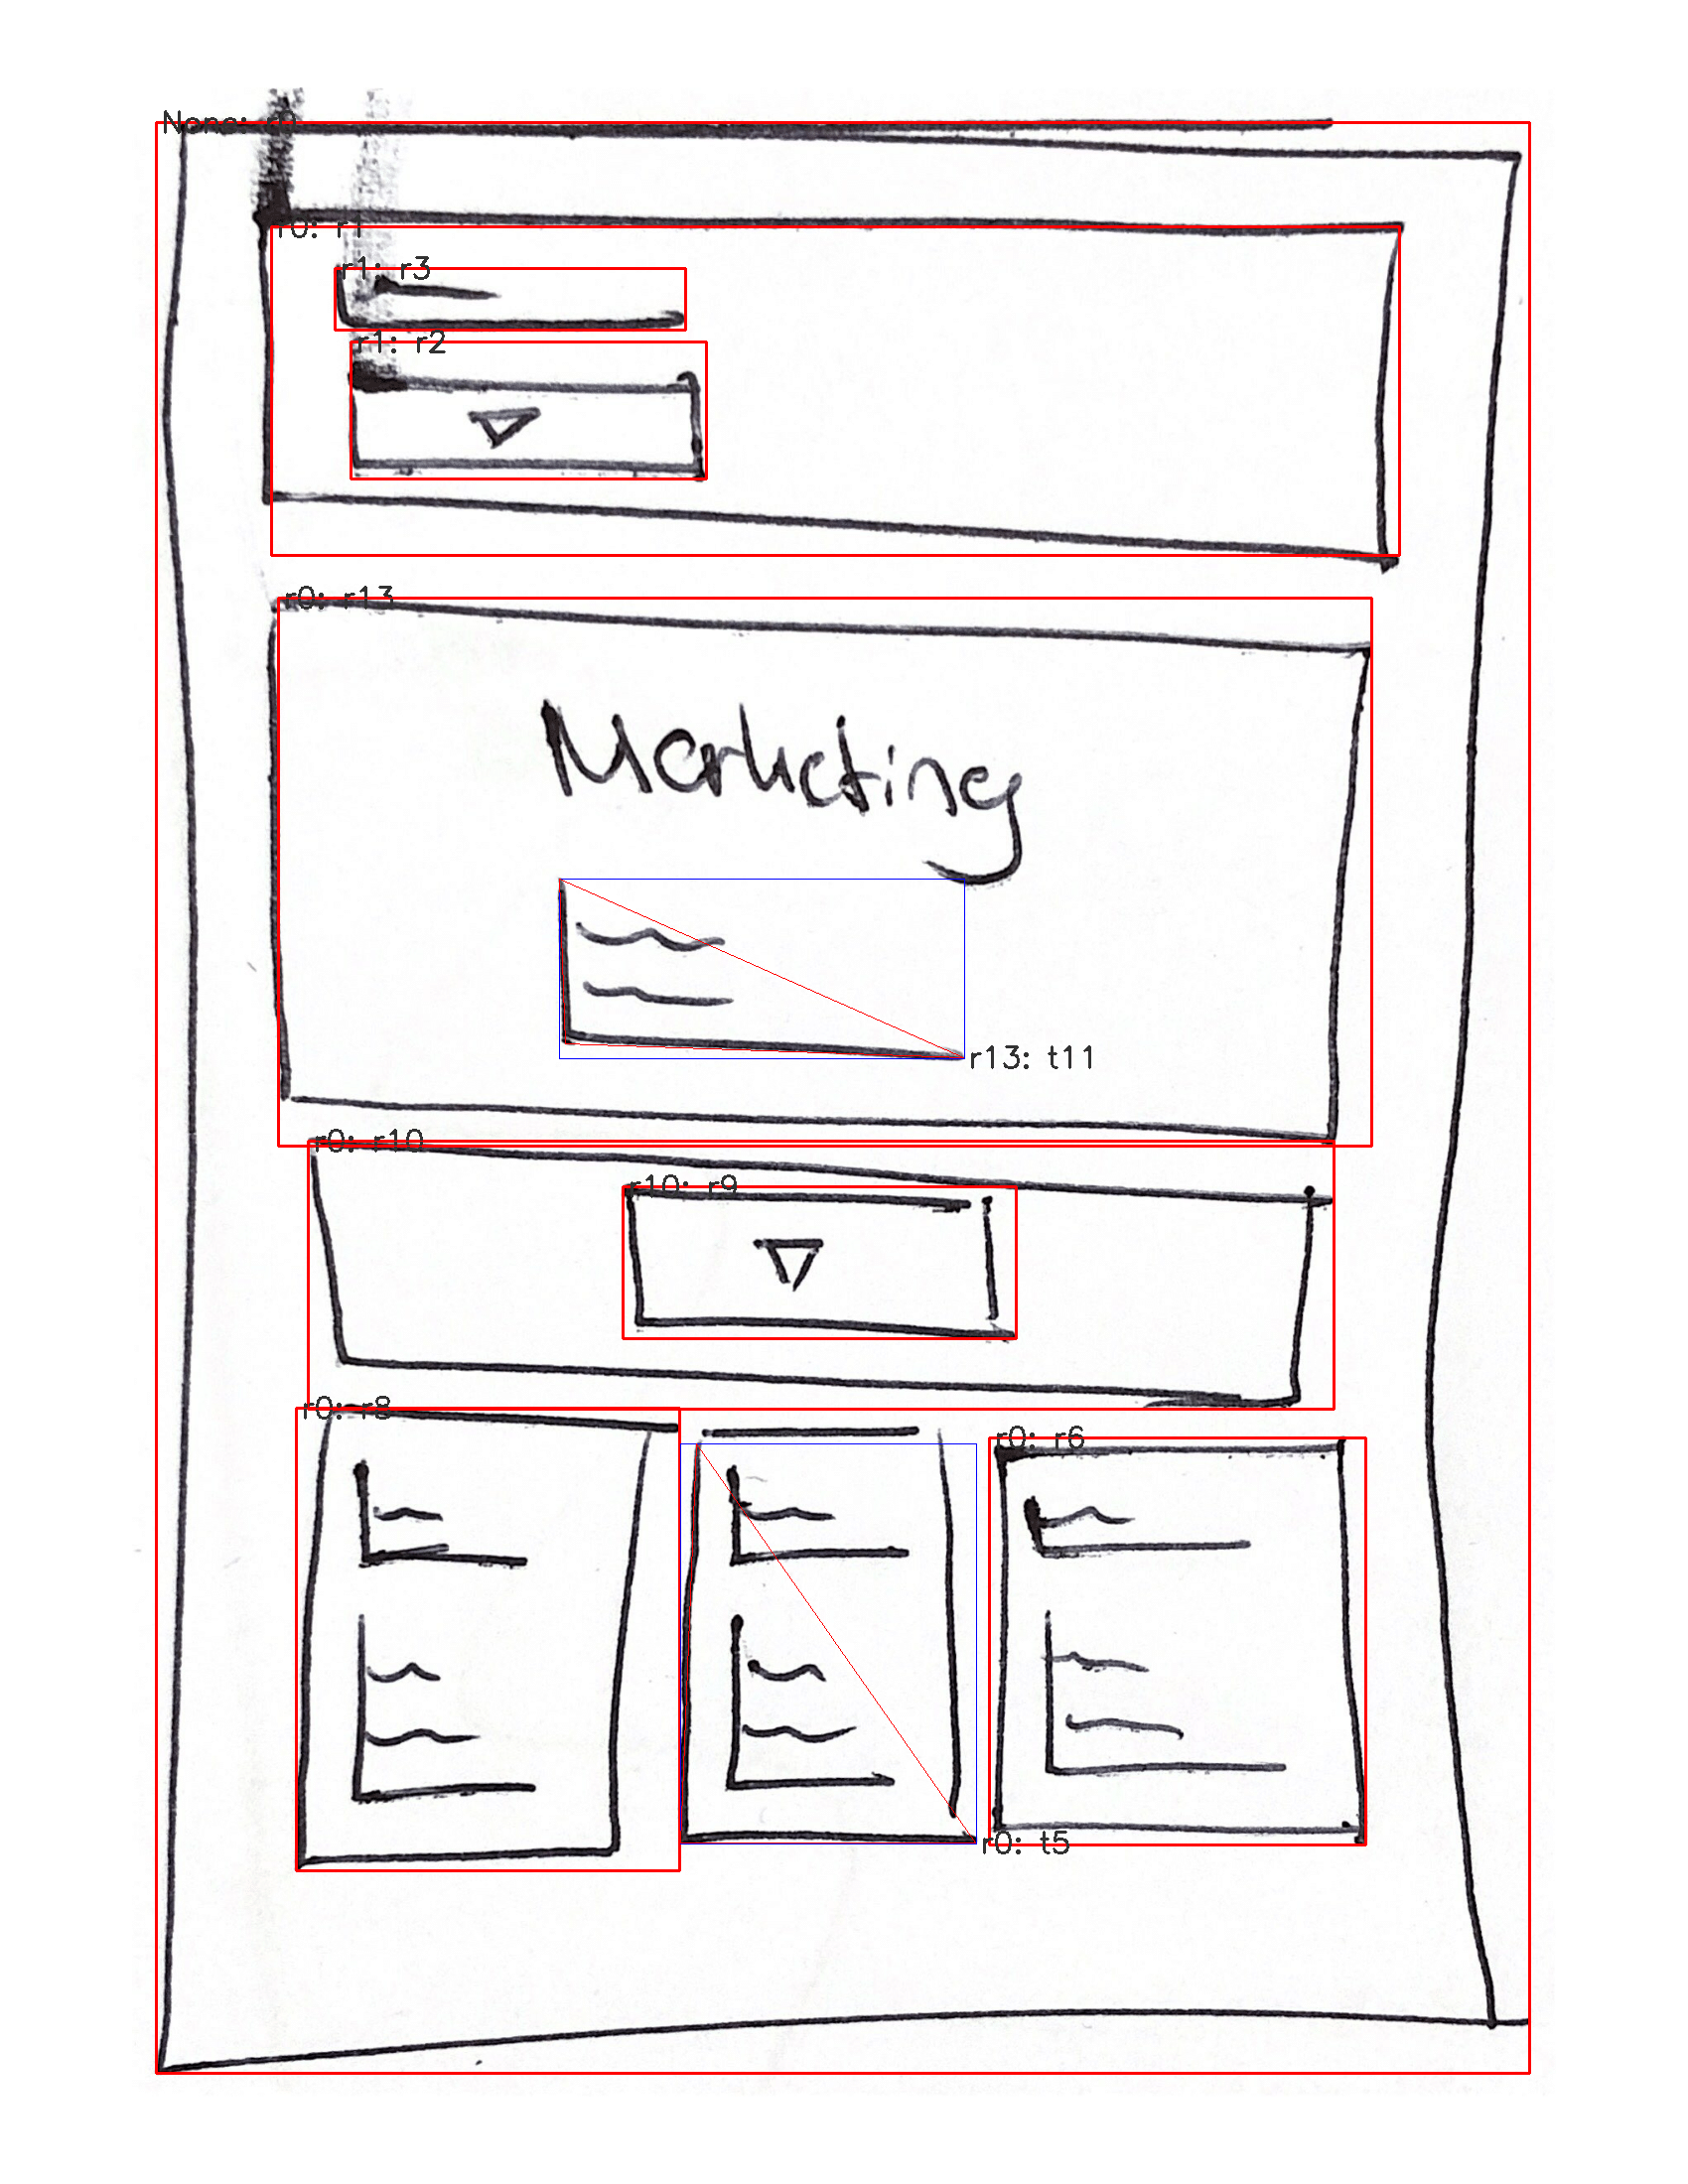 None: r0
r0: r1
r1: r3
r1: r2
r0: r13
Marketing
r13: t11
r0: r10
r10: r9
r0: r8
r0: r6
r0: t5